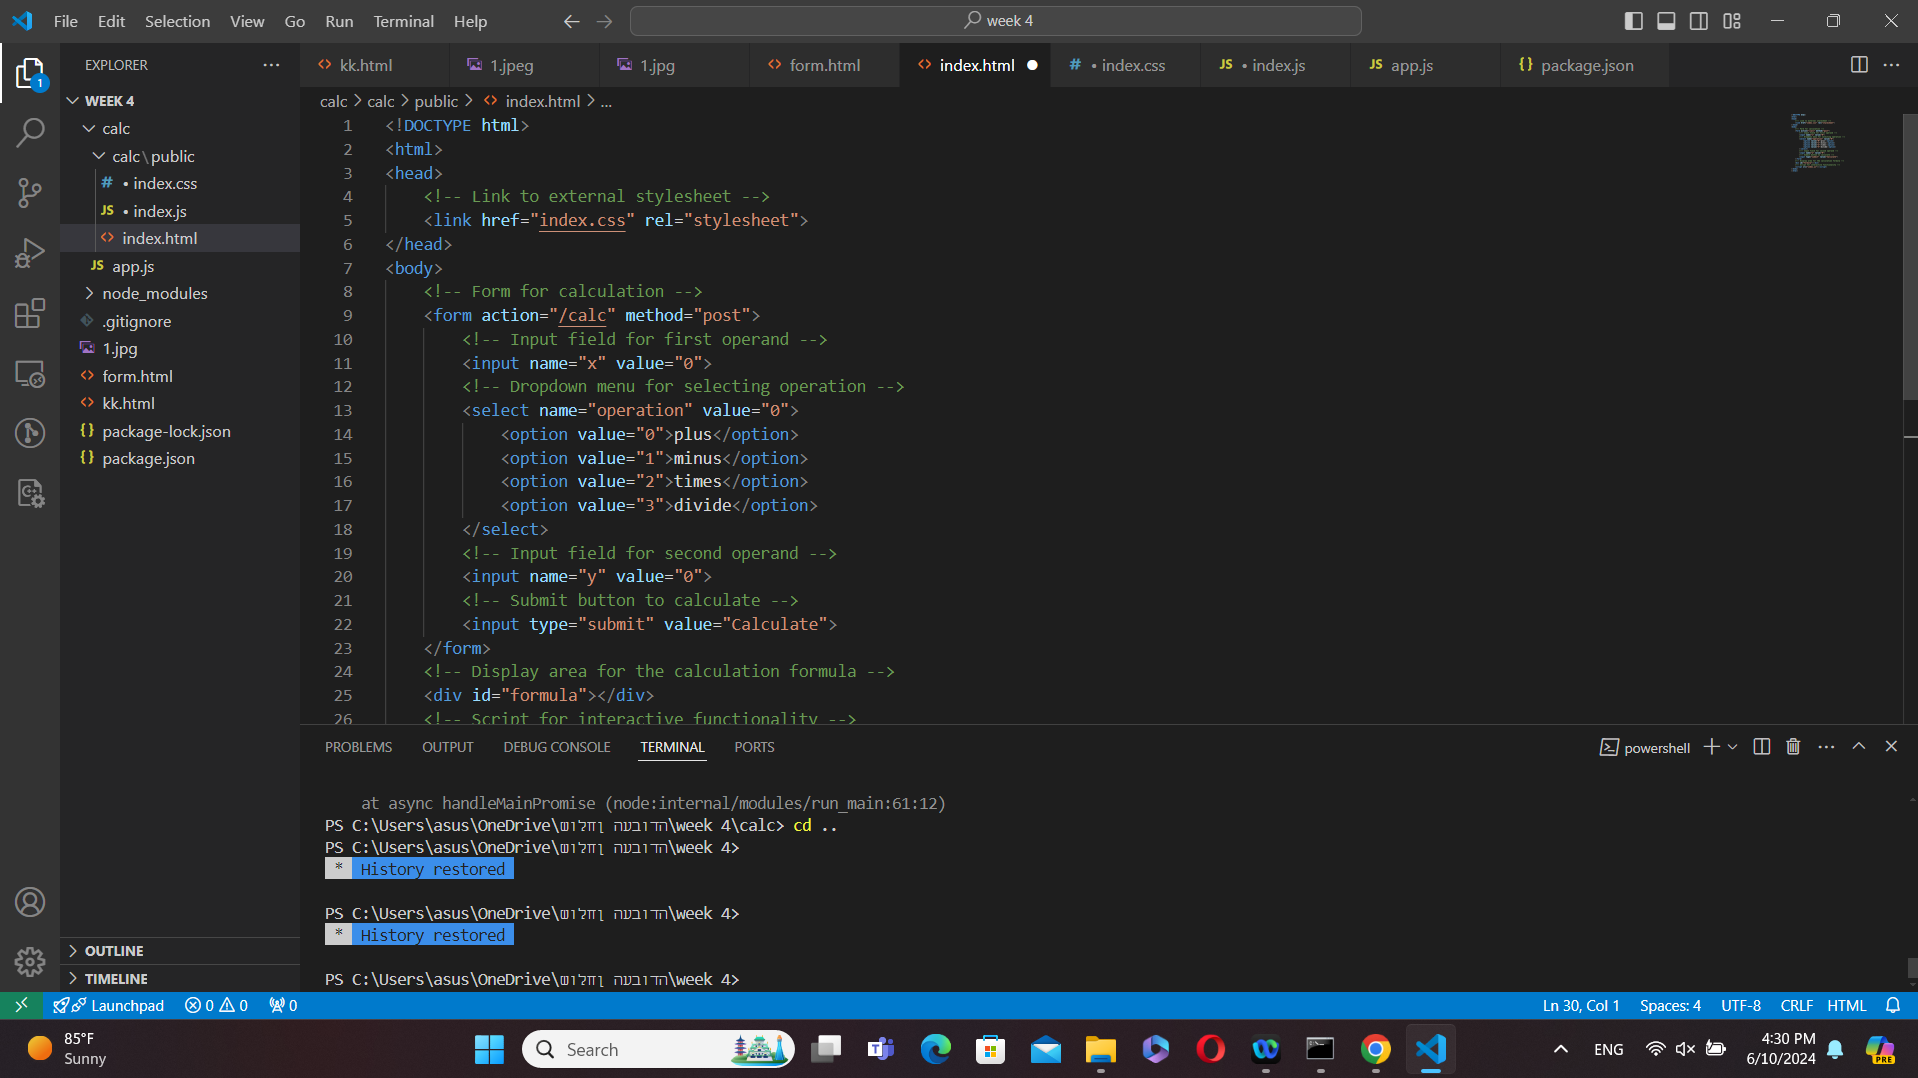 File Edit Selection View Go Run Terminal Help
week 4
EXPLORER
WEEK 4
calc
calc\public
# • index.css
JS • index.js
<> index.html
JS app.js
node_modules
.gitignore
1.jpg
<> form.html
<> kk.html
{} package-lock.json
{} package.json
OUTLINE
TIMELINE
1
<> kk.html
1.jpeg
1.jpg
<> form.html
<> index.html
# • index.css
JS • index.js
JS app.js
{} package.json
calc > calc > public > <> index.html > ...
1 <!DOCTYPE html>
2 <html>
3 <head>
4 <!-- Link to external stylesheet -->
5 <link href="index.css" rel="stylesheet">
6 </head>
7 <body>
8 <!-- Form for calculation -->
9 <form action="/calc" method="post">
10 <!-- Input field for first operand -->
11 <input name="x" value="0">
12 <!-- Dropdown menu for selecting operation -->
13 <select name="operation" value="0">
14 <option value="0">plus</option>
15 <option value="1">minus</option>
16 <option value="2">times</option>
17 <option value="3">divide</option>
18 </select>
19 <!-- Input field for second operand -->
20 <input name="y" value="0">
21 <!-- Submit button to calculate -->
22 <input type="submit" value="Calculate">
23 </form>
24 <!-- Display area for the calculation formula -->
25 <div id="formula"></div>
26 <!-- Script for interactive functionality -->
PROBLEMS OUTPUT DEBUG CONSOLE TERMINAL PORTS
powershell
at async handleMainPromise (node:internal/modules/run_main:61:12)
PS C:\Users\asus\OneDrive\שולחן העבודה\week 4\calc> cd ..
PS C:\Users\asus\OneDrive\שולחן העבודה\week 4>
* History restored
PS C:\Users\asus\OneDrive\שולחן העבודה\week 4>
* History restored
PS C:\Users\asus\OneDrive\שולחן העבודה\week 4>
Launchpad 0 0 0
Ln 30, Col 1 Spaces: 4 UTF-8 CRLF HTML
85°F
Sunny
Search
ENG
4:30 PM
6/10/2024
PRE